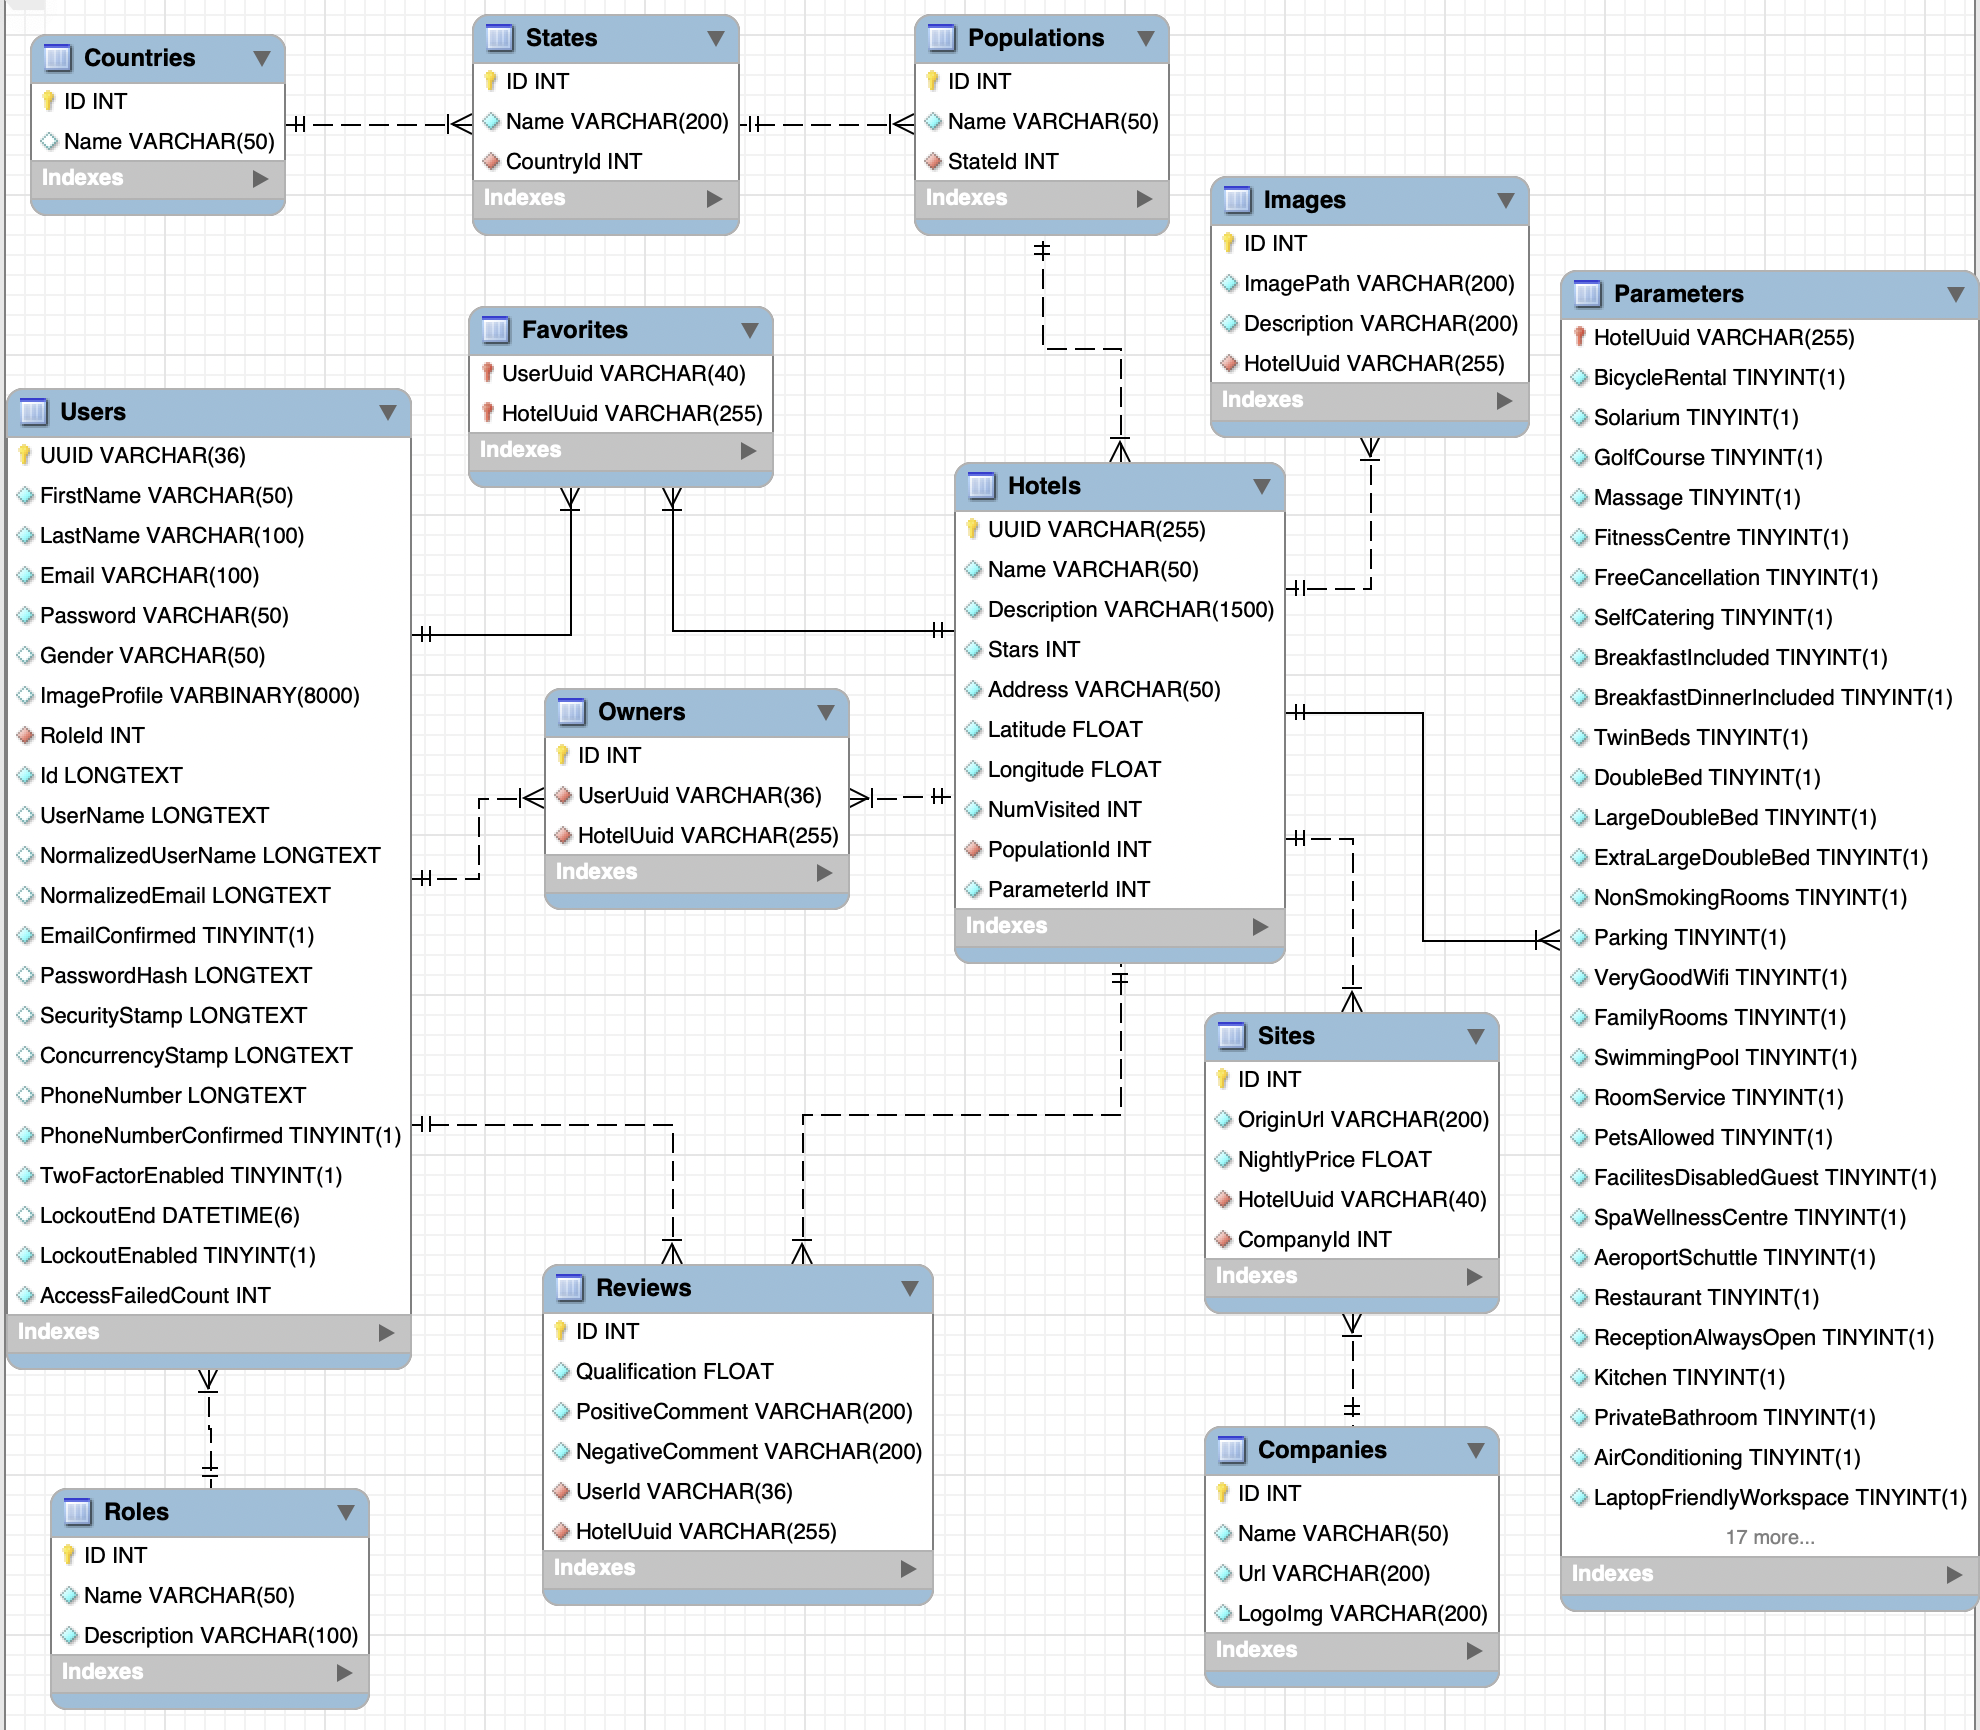 Countries
ID INT
Name VARCHAR(50)
Indexes
States
ID INT
Name VARCHAR(200)
CountryId INT
Indexes
Populations
ID INT
Name VARCHAR(50)
StateId INT
Indexes
Images
ID INT
ImagePath VARCHAR(200)
Description VARCHAR(200)
HotelUuid VARCHAR(255)
Indexes
Favorites
UserUuid VARCHAR(40)
HotelUuid VARCHAR(255)
Indexes
Users
UUID VARCHAR(36)
FirstName VARCHAR(50)
LastName VARCHAR(100)
Email VARCHAR(100)
Password VARCHAR(50)
Gender VARCHAR(50)
ImageProfile VARBINARY(8000)
RoleId INT
Id LONGTEXT
UserName LONGTEXT
NormalizedUserName LONGTEXT
NormalizedEmail LONGTEXT
EmailConfirmed TINYINT(1)
PasswordHash LONGTEXT
SecurityStamp LONGTEXT
ConcurrencyStamp LONGTEXT
PhoneNumber LONGTEXT
PhoneNumberConfirmed TINYINT(1)
TwoFactorEnabled TINYINT(1)
LockoutEnd DATETIME(6)
LockoutEnabled TINYINT(1)
AccessFailedCount INT
Indexes
Owners
ID INT
UserUuid VARCHAR(36)
HotelUuid VARCHAR(255)
Indexes
Hotels
UUID VARCHAR(255)
Name VARCHAR(50)
Description VARCHAR(1500)
Stars INT
Address VARCHAR(50)
Latitude FLOAT
Longitude FLOAT
NumVisited INT
PopulationId INT
ParameterId INT
Indexes
Parameters
HotelUuid VARCHAR(255)
BicycleRental TINYINT(1)
Solarium TINYINT(1)
GolfCourse TINYINT(1)
Massage TINYINT(1)
FitnessCentre TINYINT(1)
FreeCancellation TINYINT(1)
SelfCatering TINYINT(1)
BreakfastIncluded TINYINT(1)
BreakfastDinnerIncluded TINYINT(1)
TwinBeds TINYINT(1)
DoubleBed TINYINT(1)
LargeDoubleBed TINYINT(1)
ExtraLargeDoubleBed TINYINT(1)
NonSmokingRooms TINYINT(1)
Parking TINYINT(1)
VeryGoodWifi TINYINT(1)
FamilyRooms TINYINT(1)
SwimmingPool TINYINT(1)
RoomService TINYINT(1)
PetsAllowed TINYINT(1)
FacilitesDisabledGuest TINYINT(1)
SpaWellnessCentre TINYINT(1)
AeroportSchuttle TINYINT(1)
Restaurant TINYINT(1)
ReceptionAlwaysOpen TINYINT(1)
Kitchen TINYINT(1)
PrivateBathroom TINYINT(1)
AirConditioning TINYINT(1)
LaptopFriendlyWorkspace TINYINT(1)
17 more...
Indexes
Sites
ID INT
OriginUrl VARCHAR(200)
NightlyPrice FLOAT
HotelUuid VARCHAR(40)
CompanyId INT
Indexes
Reviews
ID INT
Qualification FLOAT
PositiveComment VARCHAR(200)
NegativeComment VARCHAR(200)
UserId VARCHAR(36)
HotelUuid VARCHAR(255)
Indexes
Companies
ID INT
Name VARCHAR(50)
Url VARCHAR(200)
LogoImg VARCHAR(200)
Indexes
Roles
ID INT
Name VARCHAR(50)
Description VARCHAR(100)
Indexes